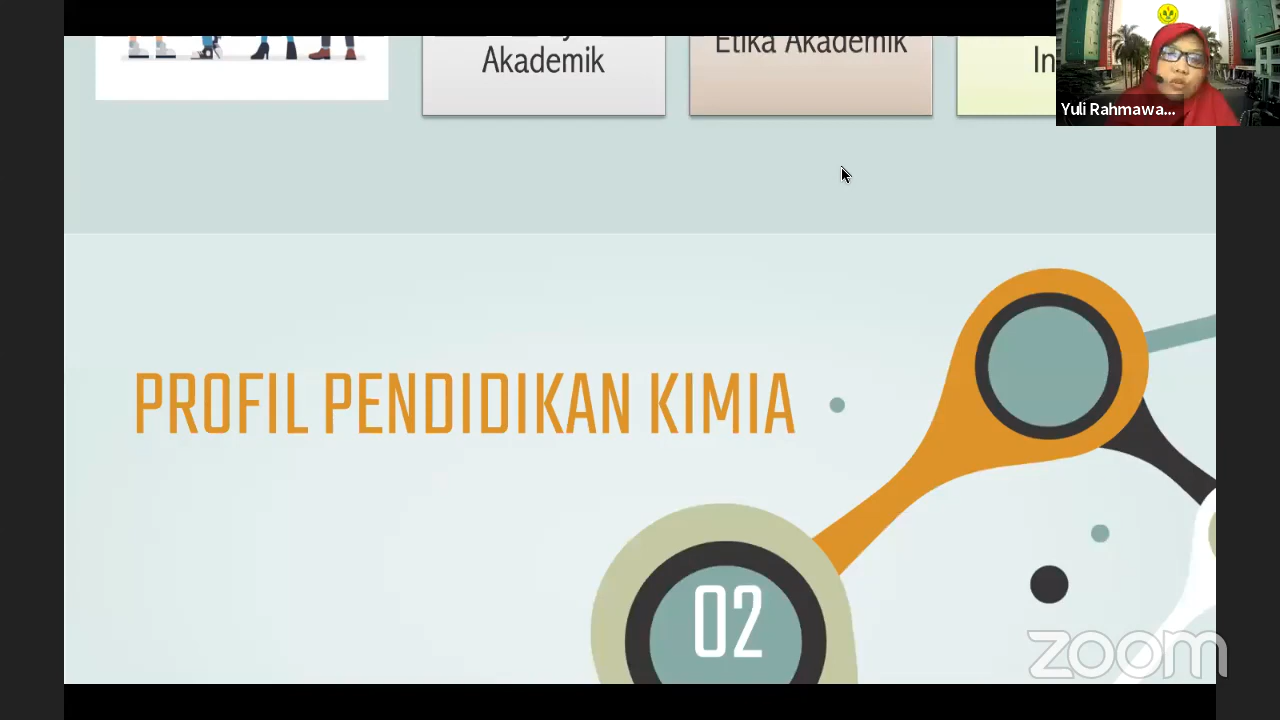 Akademik
Etika Akademik
In
Yuli Rahmawa...
PROFIL PENDIDIKAN KIMIA
02
zoom